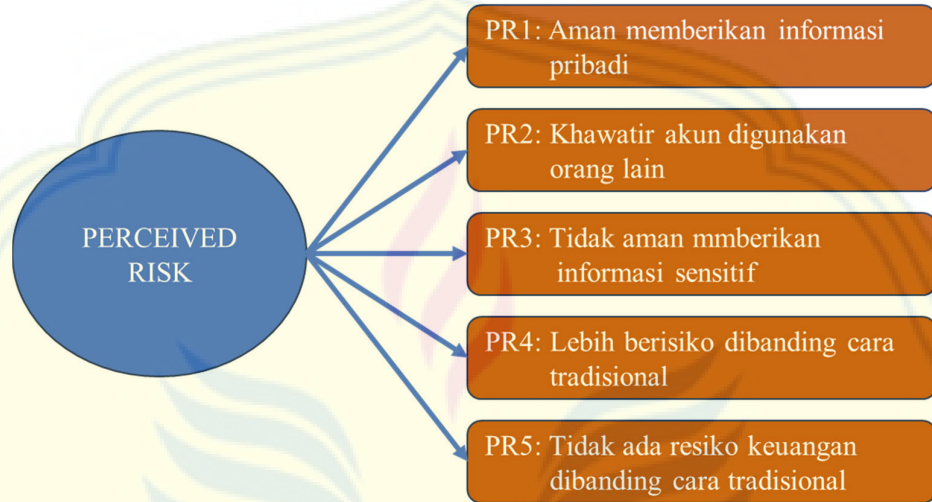 PERCEIVED
RISK
PR1: Aman memberikan informasi
pribadi
PR2: Khawatir akun digunakan
orang lain
PR3: Tidak aman mmberikan
informasi sensitif
PR4: Lebih berisiko dibanding cara
tradisional
PR5: Tidak ada resiko keuangan
dibanding cara tradisional